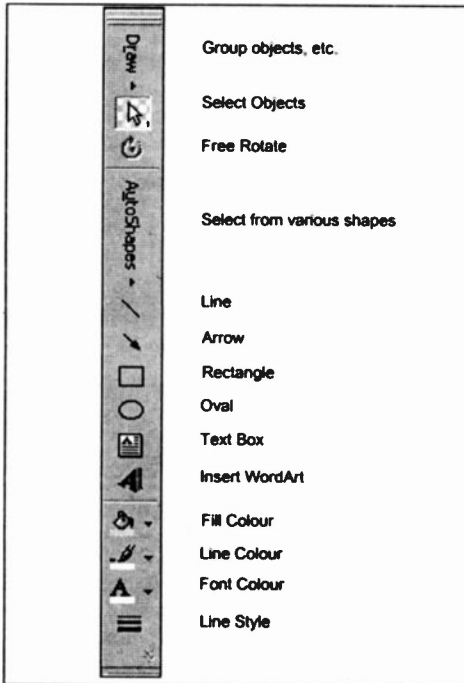 Draw
Group objects, etc.
Select Objects
Free Rotate
AutoShapes
Select from various shapes
Line
Arrow
Rectangle
Oval
Text Box
Insert WordArt
Fill Colour
Line Colour
A
Font Colour
Line Style